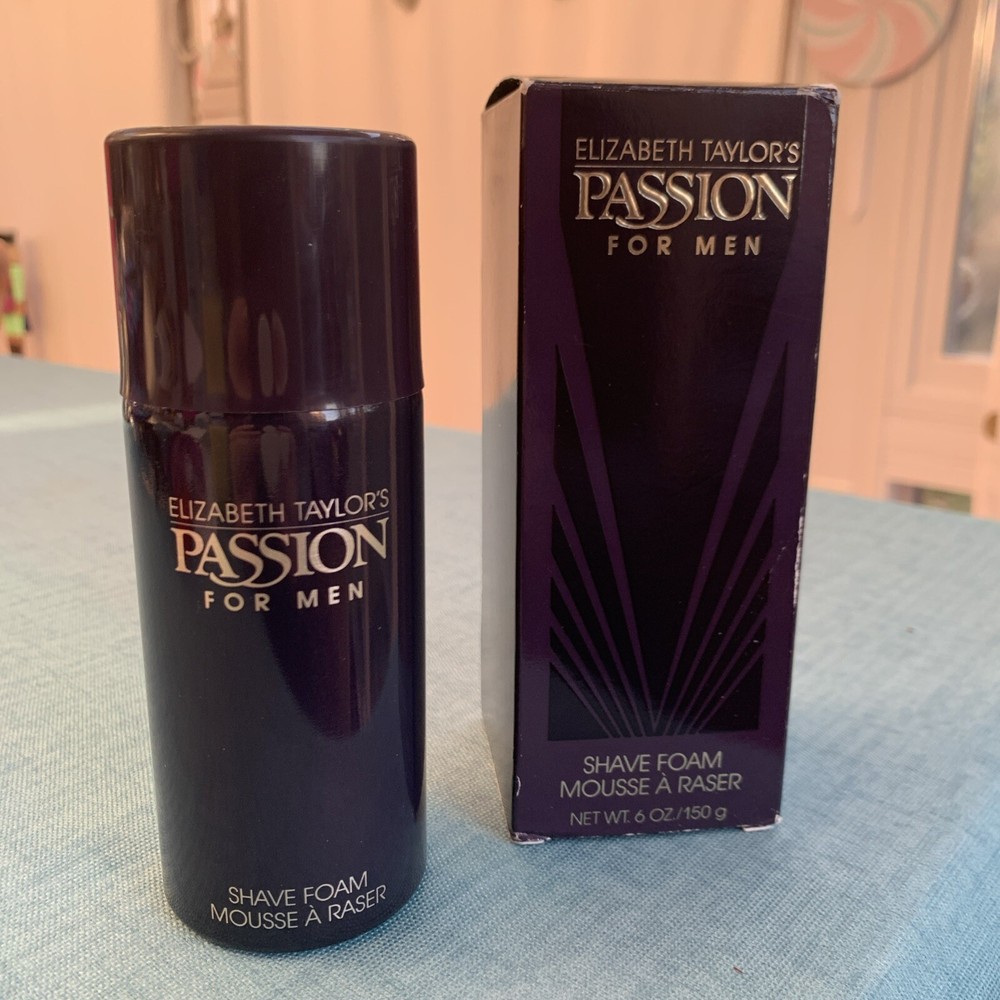 ELIZABETH TAYLOR'S
PASSION
FOR MEN
SHAVE FOAM
MOUSSE À RASER
ELIZABETH TAYLOR'S
PASSION
FOR MEN
SHAVE FOAM
MOUSSE À RASER
NET WT. 6 OZ./150 g